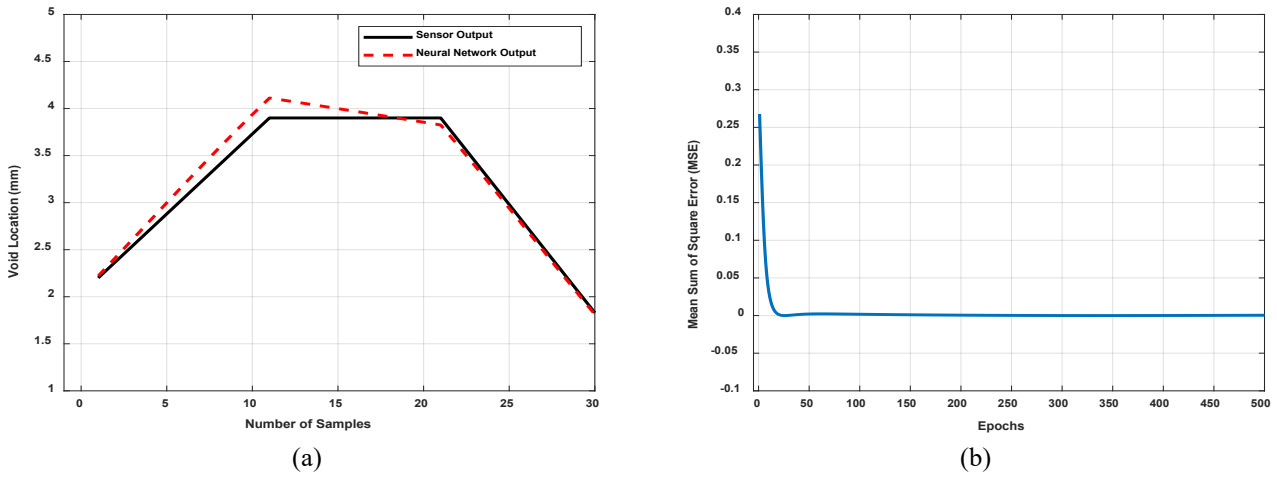 5
4.5
4
3.5
3
2.5
2
1.5
1
Void Location (mm)
Sensor Output
Neural Network Output
0 5 10 15 20 25 30
Number of Samples
(a)
0.4
0.35
0.3
0.25
0.2
0.15
0.1
0.05
0
-0.05
-0.1
Mean Sum of Square Error (MSE)
0 50 100 150 200 250 300 350 400 450 500
Epochs
(b)